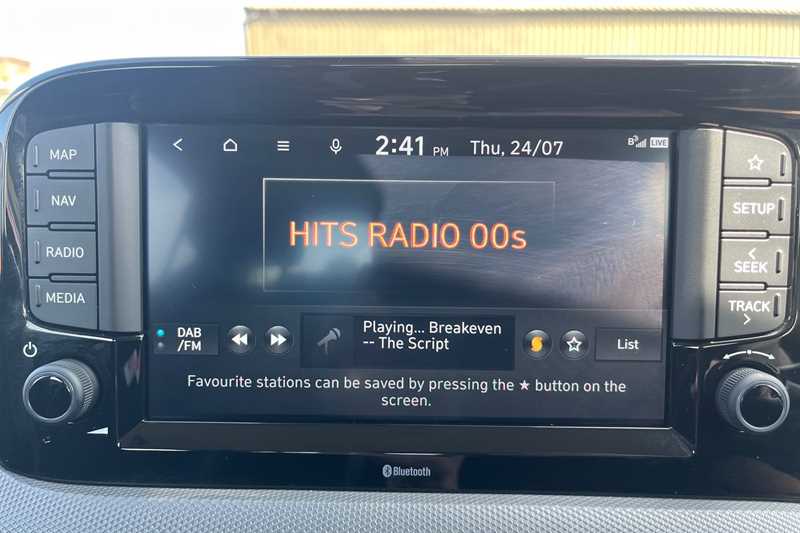 MAP
NAV
RADIO
MEDIA
2:41 PM Thu, 24/07
B LIVE
HITS RADIO 00s
DAB
/FM
Playing... Breakeven
-- The Script
List
Favourite stations can be saved by pressing the ★ button on the
screen.
SETUP
< SEEK
TRACK >
Bluetooth